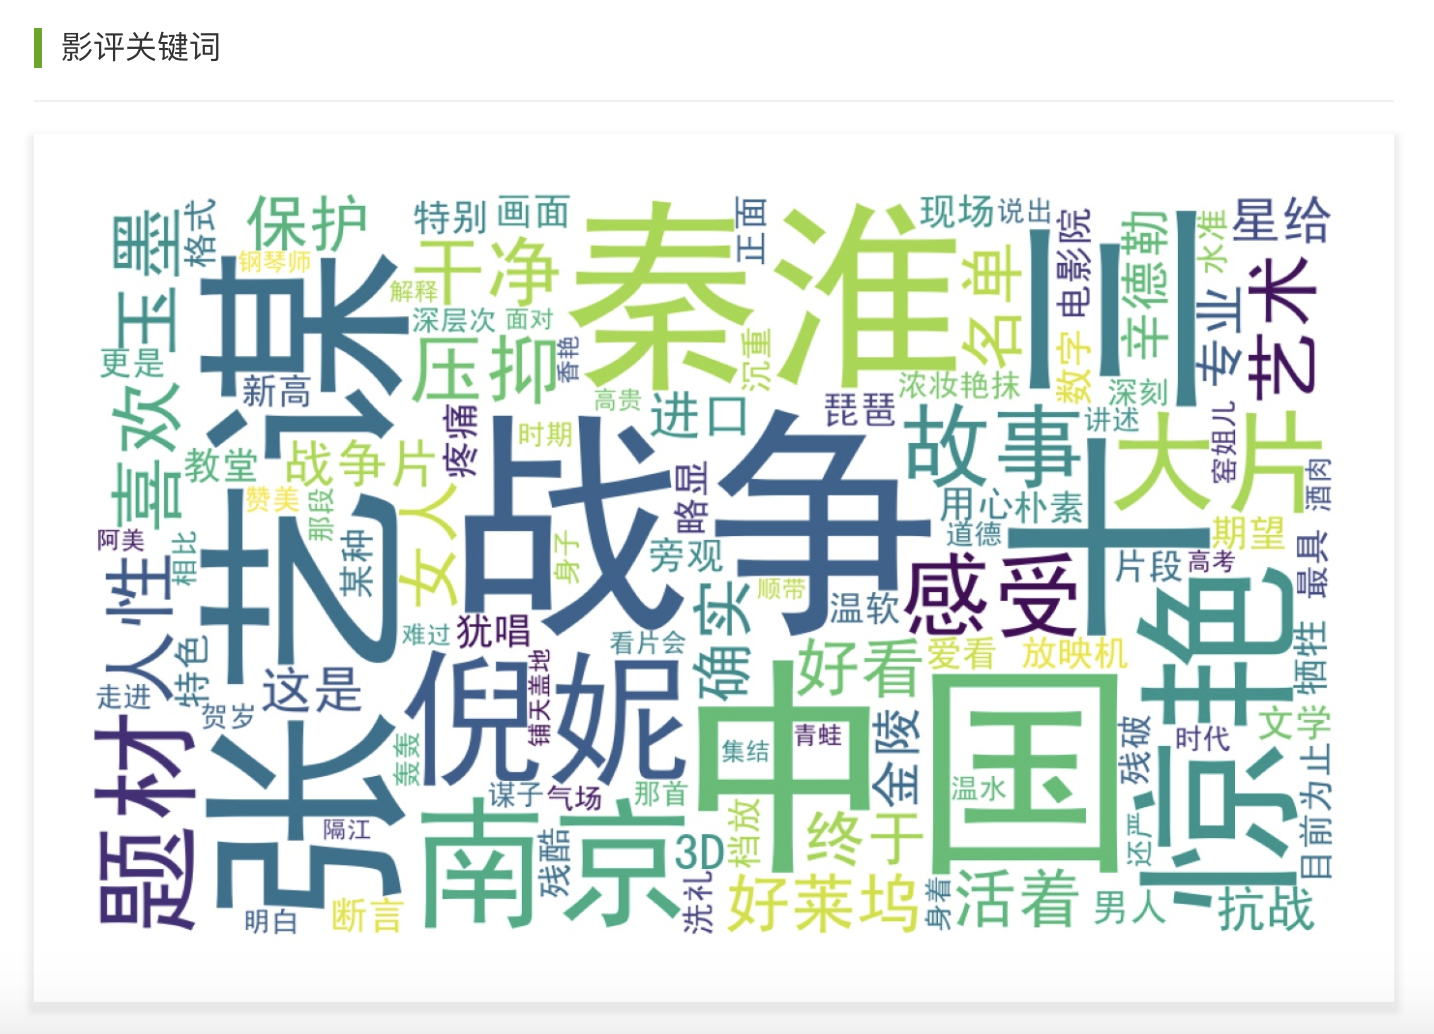 影评关键词
玉墨
格式
保护
钢琴师
特别
画面
干净
解释
深层次
面对
压抑
香艳
秦淮
正面
沉重
现场
说出
名单
三
电影院
辛德勒
水准
星给
艺术
专业
数字
深刻
浓妆艳抹
更是
喜欢
新高
张艺谋
教堂
战争片
疼痛
时期
高贵
进口
琵琶
故事
讲述
十
大片
窑姐儿
酒肉
赞美
那段
某种
女人
战争
略显
身子
旁观
用心
朴素
道德
期望
阿美
相比
人性
特色
难过
犹唱
看片会
确实
顺带
温软
感受
片段
高考
最具
惊艳
牺牲
走进
贺岁
这是
铺天盖地
倪妮
好看
爱看
放映机
中国
集结
青蛙
金陵
温水
残破
时代
文学
题材
轰轰
谋子
气场
那首
隔江
南京
残酷
3D
档放
终于
还严
目前为止
明白
断言
洗礼
好莱坞
身着
活着
男人
抗战